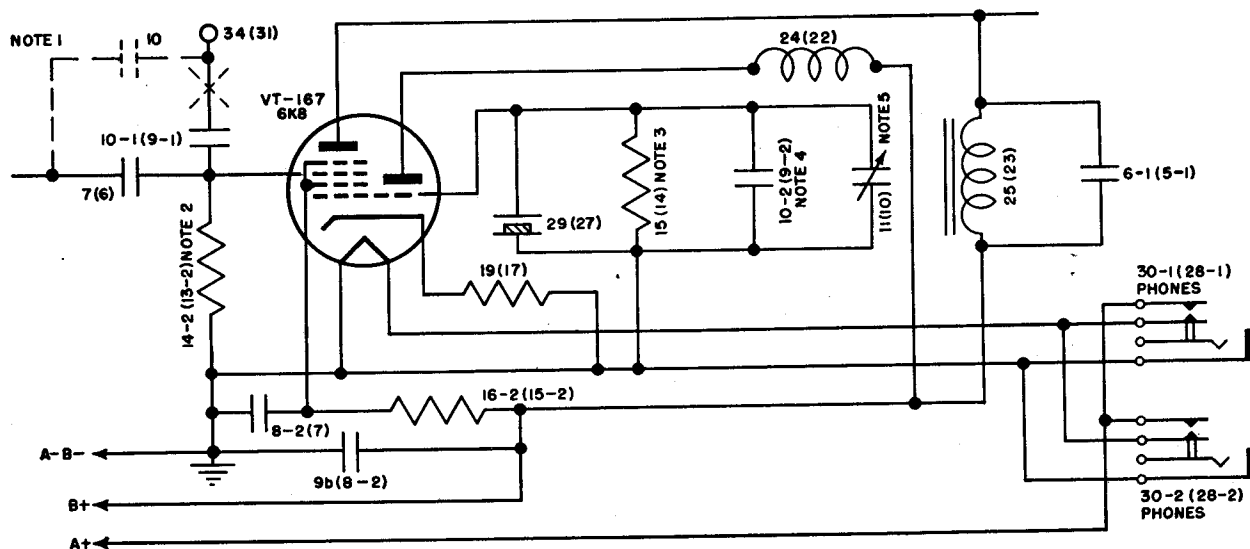 NOTE 1
10
34(31)
24(22)
VT-167
6K8
10-1(9-1)
7(6)
14-2 (13-2) NOTE 2
29(27)
15(14) NOTE 3
10-2(9-2)
NOTE 4
11(10)
NOTE 5
25(23)
6-1(5-1)
19(17)
30-1(28-1)
PHONES
16-2(15-2)
8-2(7)
A-B-
9b(8-2)
B+
30-2(28-2)
PHONES
A+